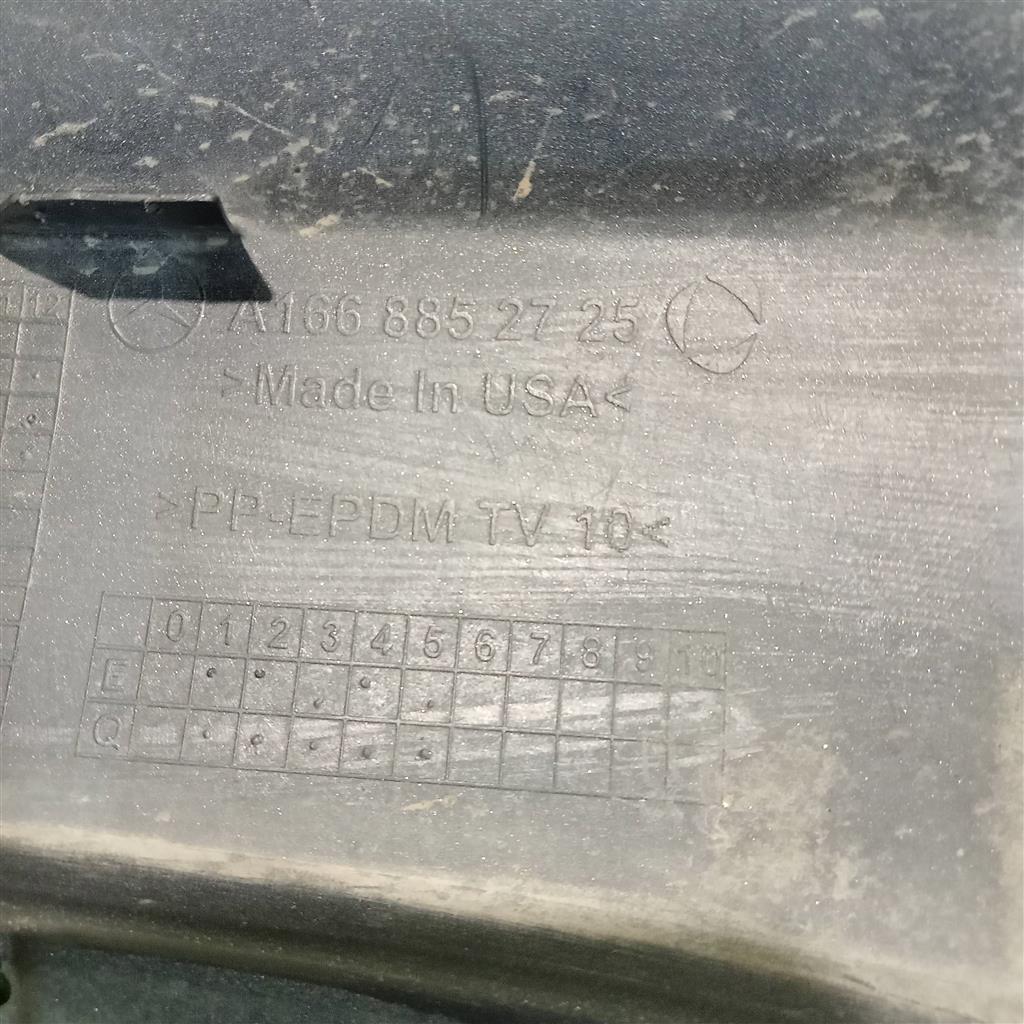 12
A166 885 27 25
>Made In USA<
>PP-EPDM TV 10<
0 1 2 3 4 5 6 7 8 9 10
E
Q